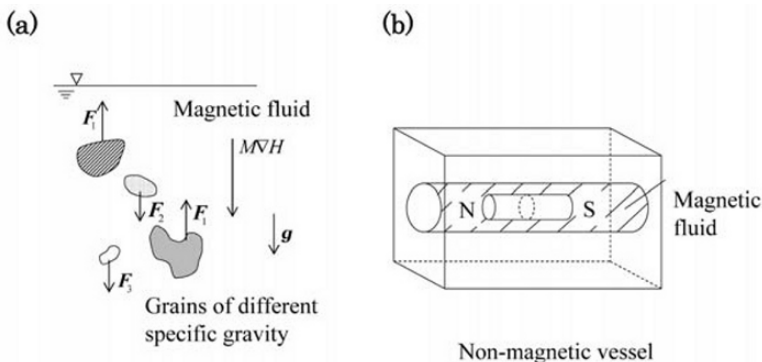 (a)
(b)
F₁
Magnetic fluid
M∇H
F₂
F₁
g
F₃
Grains of different
specific gravity
N
S
Magnetic
fluid
Non-magnetic vessel